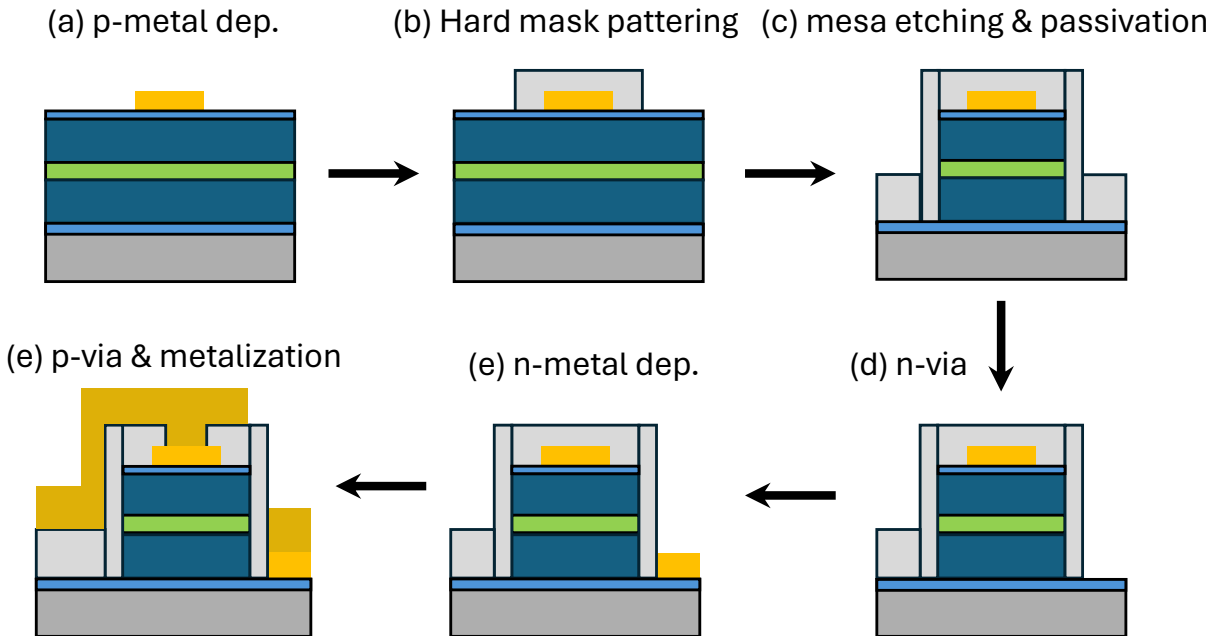 (a) p-metal dep.
(b) Hard mask pattering
(c) mesa etching & passivation
(d) n-via
(e) n-metal dep.
(e) p-via & metalization